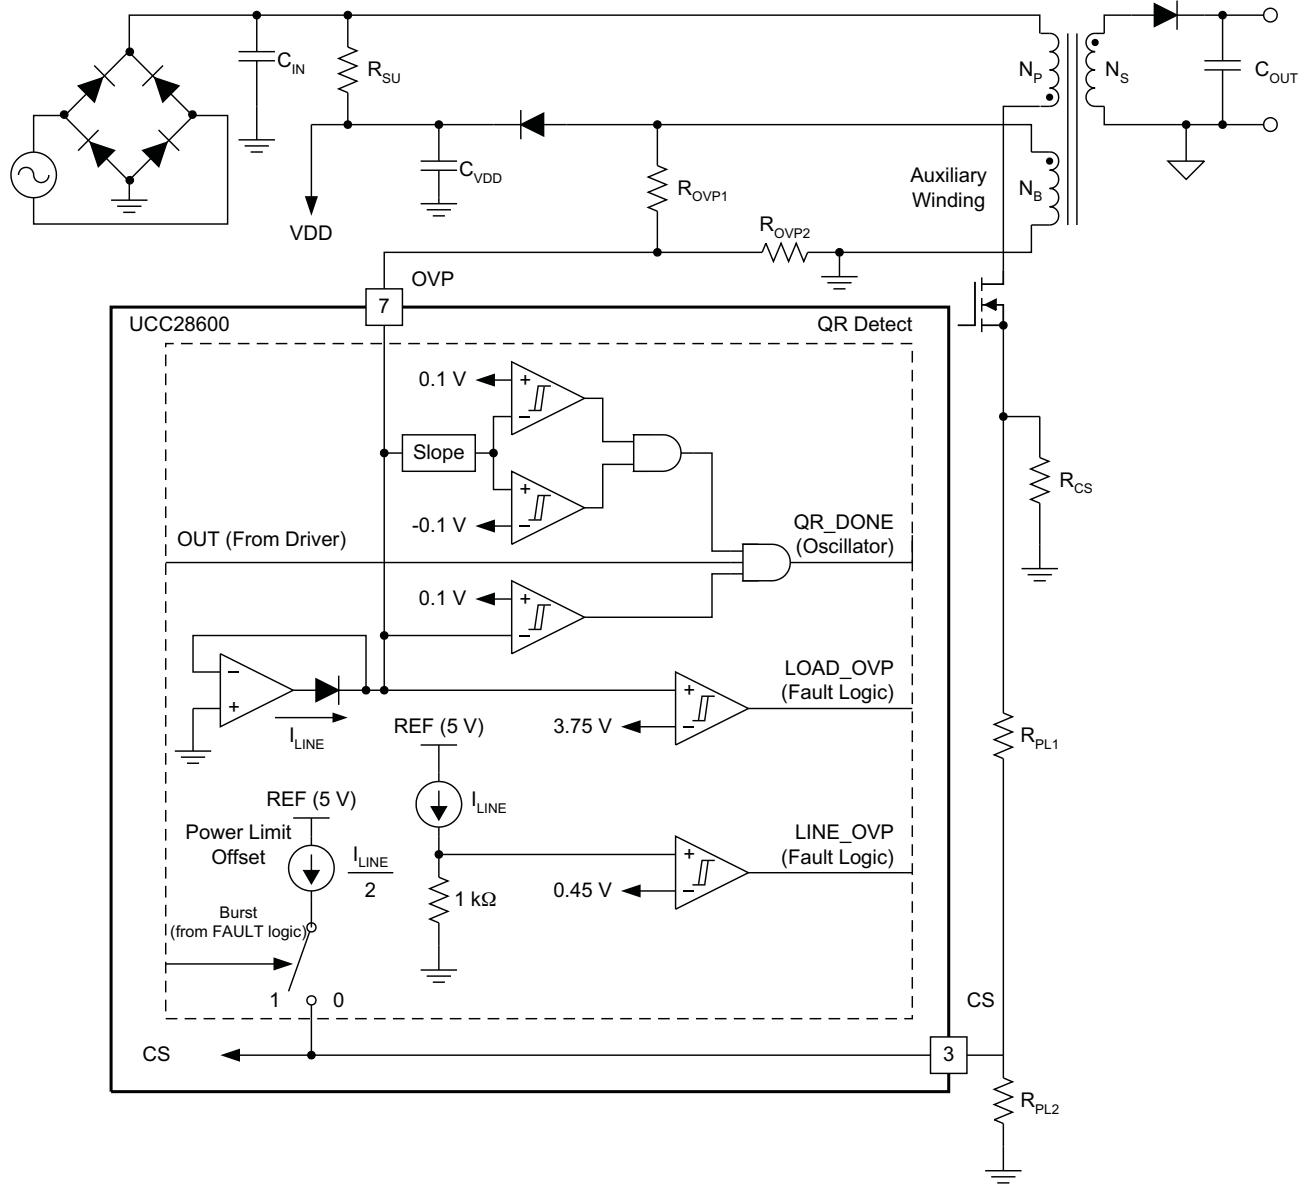 C_IN
R_SU
N_P
N_S
C_OUT
C_VDD
R_OVP1
Auxiliary
Winding
N_B
VDD
R_OVP2
OVP
7
UCC28600
QR Detect
0.1 V
+
−
Slope
+
-0.1 V
−
R_CS
OUT (From Driver)
QR_DONE
(Oscillator)
0.1 V
+
−
−
+
I_LINE
LOAD_OVP
(Fault Logic)
+
3.75 V
−
REF (5 V)
R_PL1
I_LINE
REF (5 V)
Power Limit
Offset
I_LINE
2
LINE_OVP
(Fault Logic)
+
0.45 V
−
1 kΩ
Burst
(from FAULT logic)
1
0
CS
CS
3
R_PL2